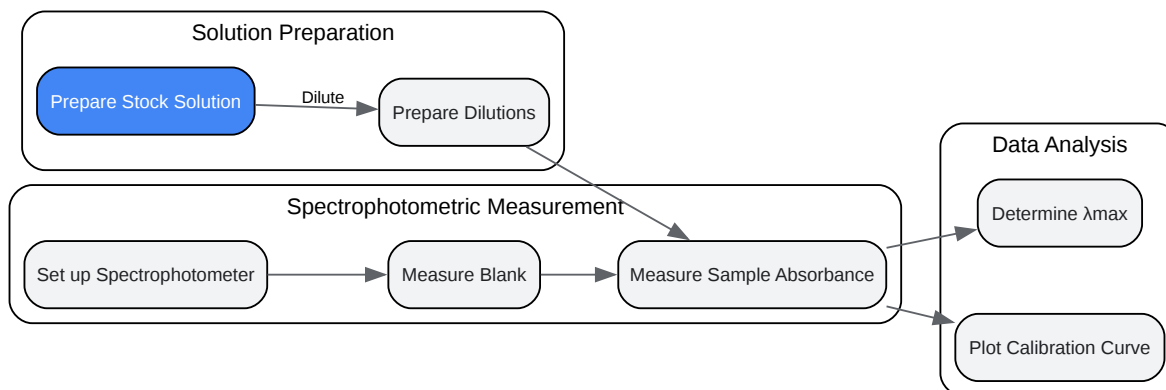 Solution Preparation
Prepare Stock Solution
Dilute
Prepare Dilutions
Spectrophotometric Measurement
Set up Spectrophotometer
Measure Blank
Measure Sample Absorbance
Data Analysis
Determine λmax
Plot Calibration Curve